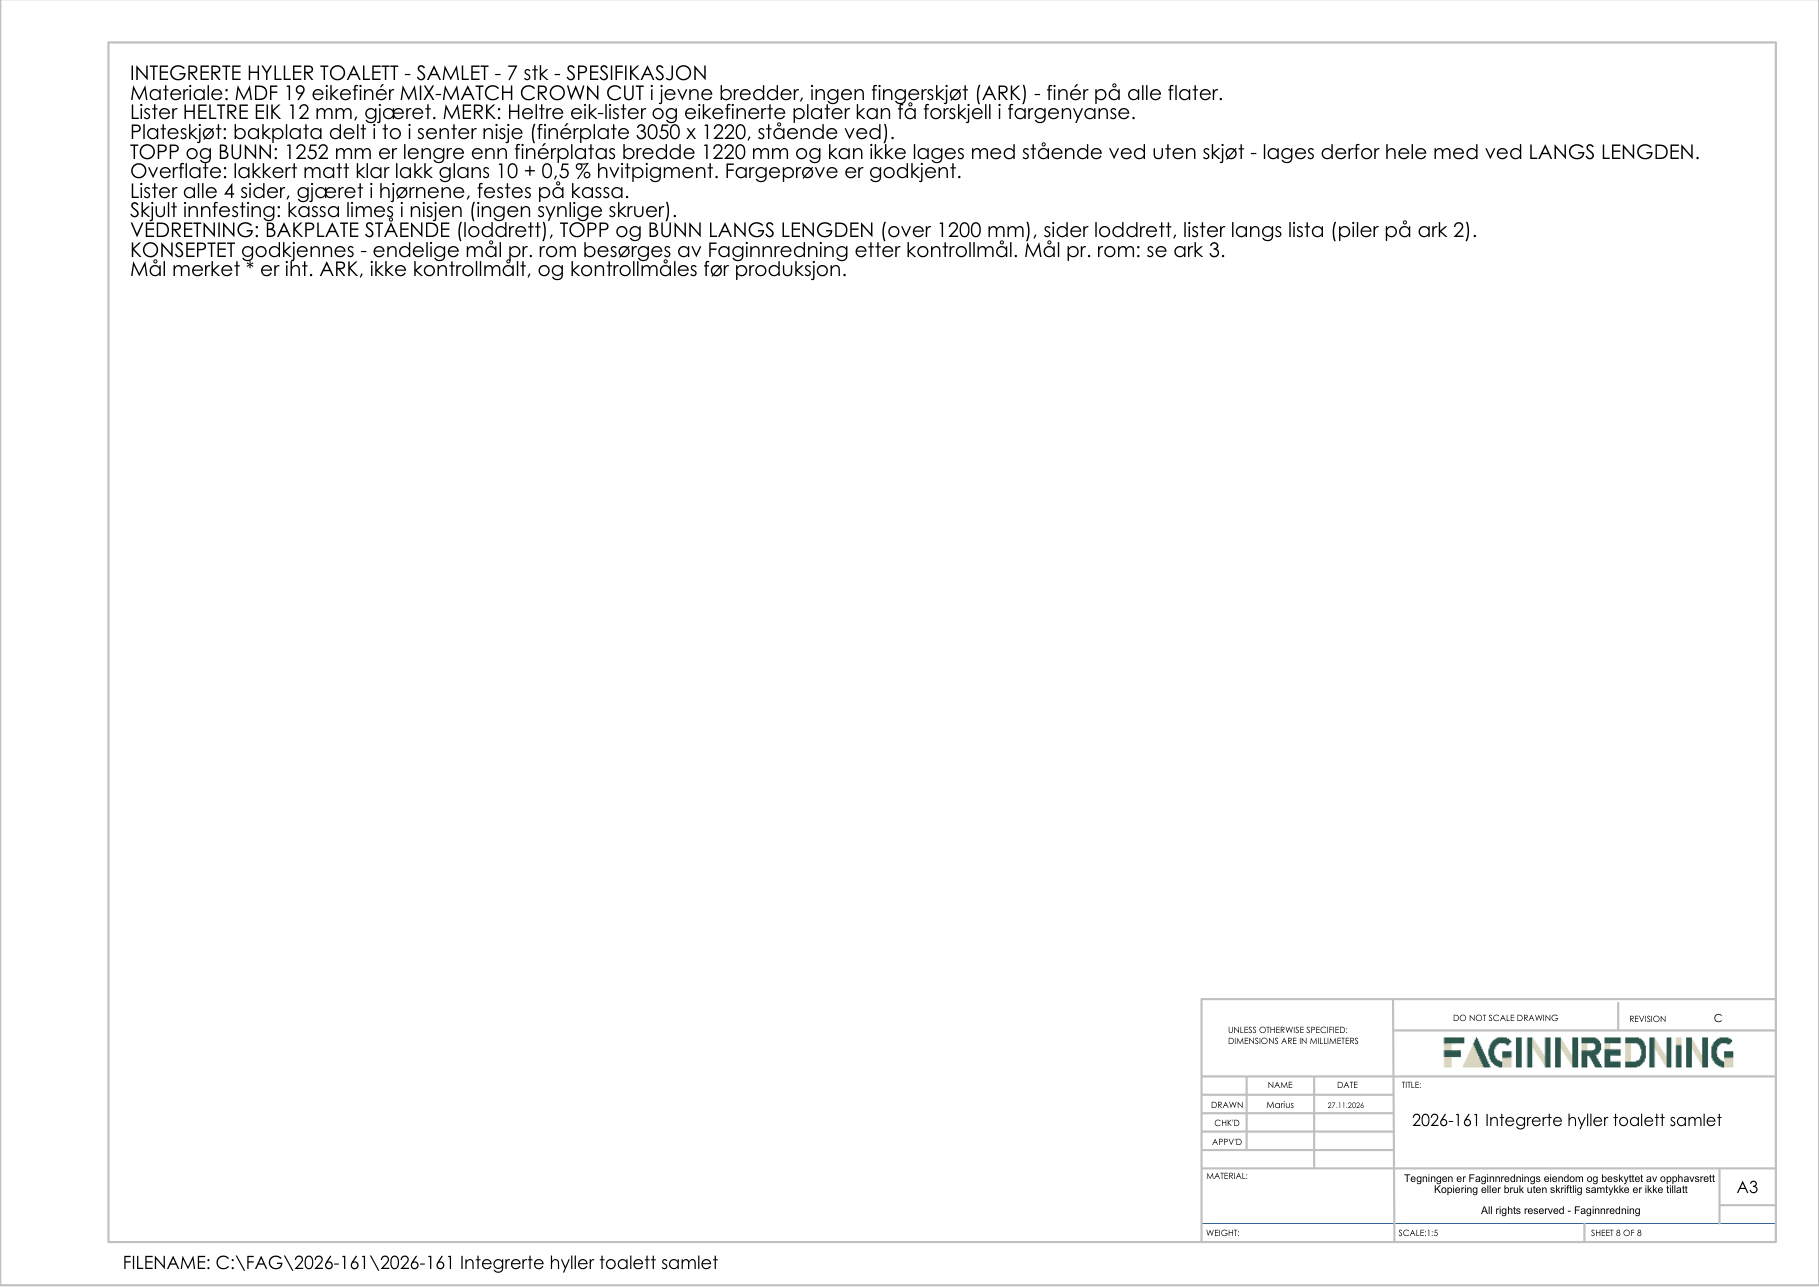 INTEGRERTE HYLLER TOALETT - SAMLET - 7 stk - SPESIFIKASJON
Materiale: MDF 19 eikefinér MIX-MATCH CROWN CUT i jevne bredder, ingen fingerskjøt (ARK) - finér på alle flater.
Lister HELTRE EIK 12 mm, gjæret. MERK: Heltre eik-lister og eikefinerte plater kan få forskjell i fargenyanse.
Plateskjøt: bakplata delt i to i senter nisje (finérplate 3050 x 1220, stående ved).
TOPP og BUNN: 1252 mm er lengre enn finérplatas bredde 1220 mm og kan ikke lages med stående ved uten skjøt - lages derfor hele med ved LANGS LENGDEN.
Overflate: lakkert matt klar lakk glans 10 + 0,5 % hvitpigment. Fargeprøve er godkjent.
Lister alle 4 sider, gjæret i hjørnene, festes på kassa.
Skjult innfesting: kassa limes i nisjen (ingen synlige skruer).
VEDRETNING: BAKPLATE STÅENDE (loddrett), TOPP og BUNN LANGS LENGDEN (over 1200 mm), sider loddrett, lister langs lista (piler på ark 2).
KONSEPTET godkjennes - endelige mål pr. rom besørges av Faginnredning etter kontrollmål. Mål pr. rom: se ark 3.
Mål merket * er iht. ARK, ikke kontrollmålt, og kontrollmåles før produksjon.
UNLESS OTHERWISE SPECIFIED:
DIMENSIONS ARE IN MILLIMETERS
DO NOT SCALE DRAWING
REVISION C
FAGINNREDNING
NAME DATE
DRAWN Marius 27.11.2026
CHK'D
APPV'D
TITLE:
2026-161 Integrerte hyller toalett samlet
MATERIAL:
Tegningen er Faginnrednings eiendom og beskyttet av opphavsrett
Kopiering eller bruk uten skriftlig samtykke er ikke tillatt
All rights reserved - Faginnredning
A3
WEIGHT:
SCALE:1:5
SHEET 8 OF 8
FILENAME: C:\FAG\2026-161\2026-161 Integrerte hyller toalett samlet